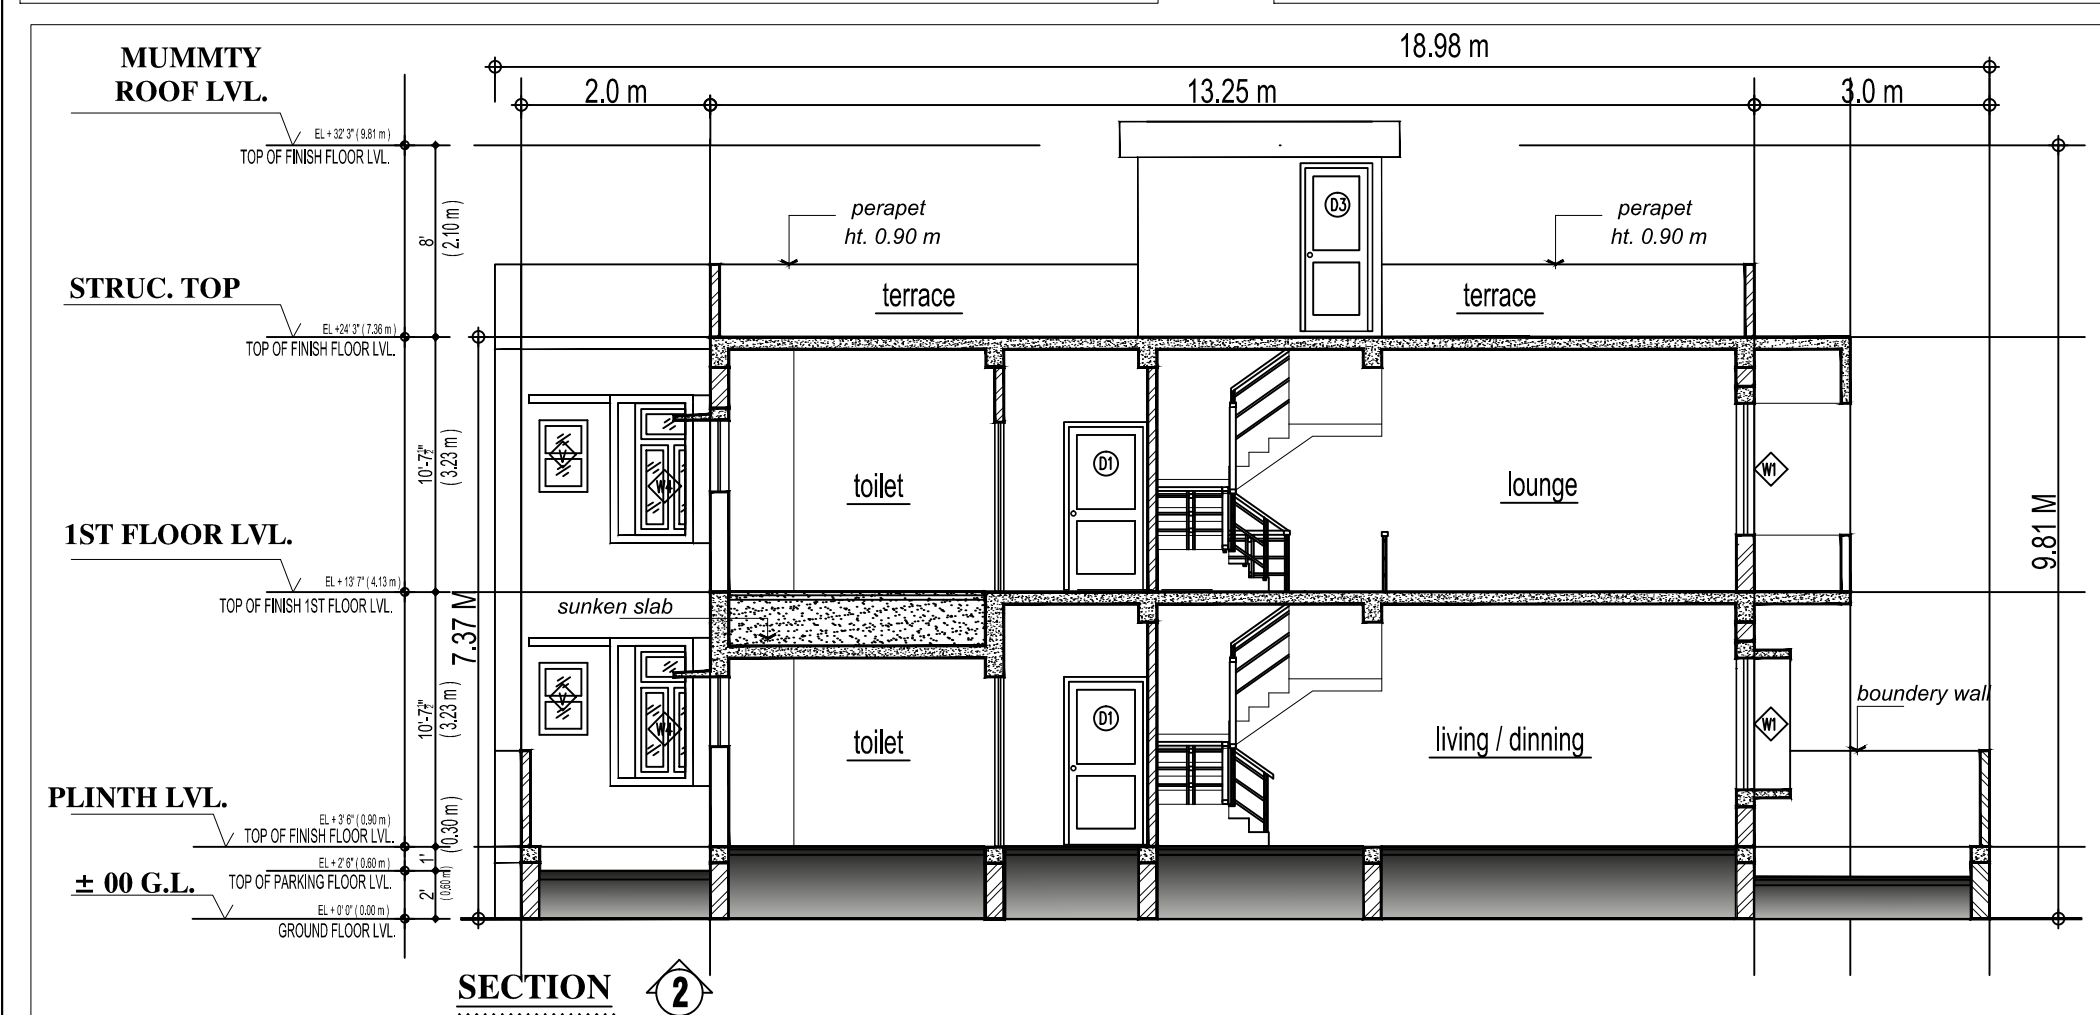 18.98 m
2.0 m
13.25 m
3.0 m
MUMMTY
ROOF LVL.
EL + 32' 3" ( 9.81 m )
TOP OF FINISH FLOOR LVL.
8'
( 2.10 m )
D3
perapet
ht. 0.90 m
perapet
ht. 0.90 m
STRUC. TOP
EL +24' 3" ( 7.36 m )
TOP OF FINISH FLOOR LVL.
terrace
terrace
10'-7½"
( 3.23 m )
V
W4
toilet
D1
lounge
W1
9.81 M
1ST FLOOR LVL.
EL + 13' 7" ( 4.13 m )
TOP OF FINISH 1ST FLOOR LVL.
7.37 M
sunken slab
10'-7½"
( 3.23 m )
V
W4
toilet
D1
living / dinning
W1
boundery wall
PLINTH LVL.
EL + 3' 6" ( 0.90 m )
TOP OF FINISH FLOOR LVL.
1'
( 0.30 m )
EL + 2' 6" ( 0.60 m )
TOP OF PARKING FLOOR LVL.
2'
( 0.60 m )
± 00 G.L.
EL + 0' 0" ( 0.00 m )
GROUND FLOOR LVL.
SECTION 2